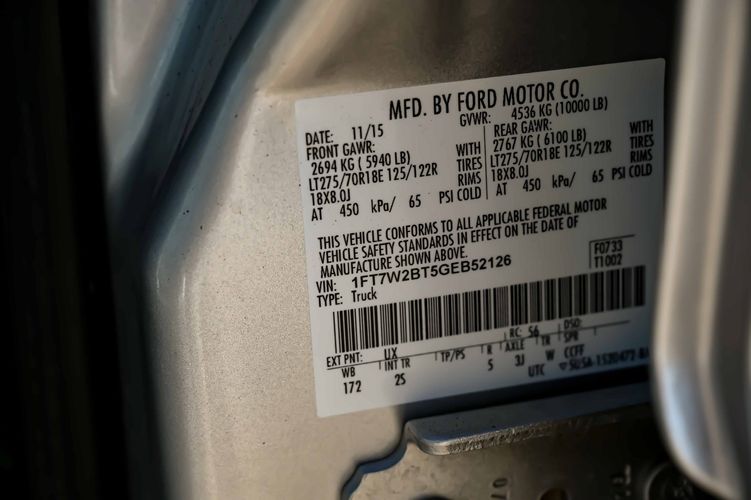 MFD. BY FORD MOTOR CO.
DATE: 11/15 GVWR: 4536 KG (10000 LB)
FRONT GAWR: REAR GAWR:
2694 KG ( 5940 LB) WITH 2767 KG ( 6100 LB) WITH
LT275/70R18E 125/122R TIRES LT275/70R18E 125/122R TIRES
18X8.0J RIMS 18X8.0J RIMS
AT 450 kPa/ 65 PSI COLD AT 450 kPa/ 65 PSI COLD
THIS VEHICLE CONFORMS TO ALL APPLICABLE FEDERAL MOTOR
VEHICLE SAFETY STANDARDS IN EFFECT ON THE DATE OF
MANUFACTURE SHOWN ABOVE.
VIN: 1FT7W2BT5GEB52126 F0733
TYPE: Truck T1002
RC: S6 DSO:
EXT PNT: UX
WB INT TR TP/PS R AXLE TR SPR
172 2S 5 3J W CCFF
UTC